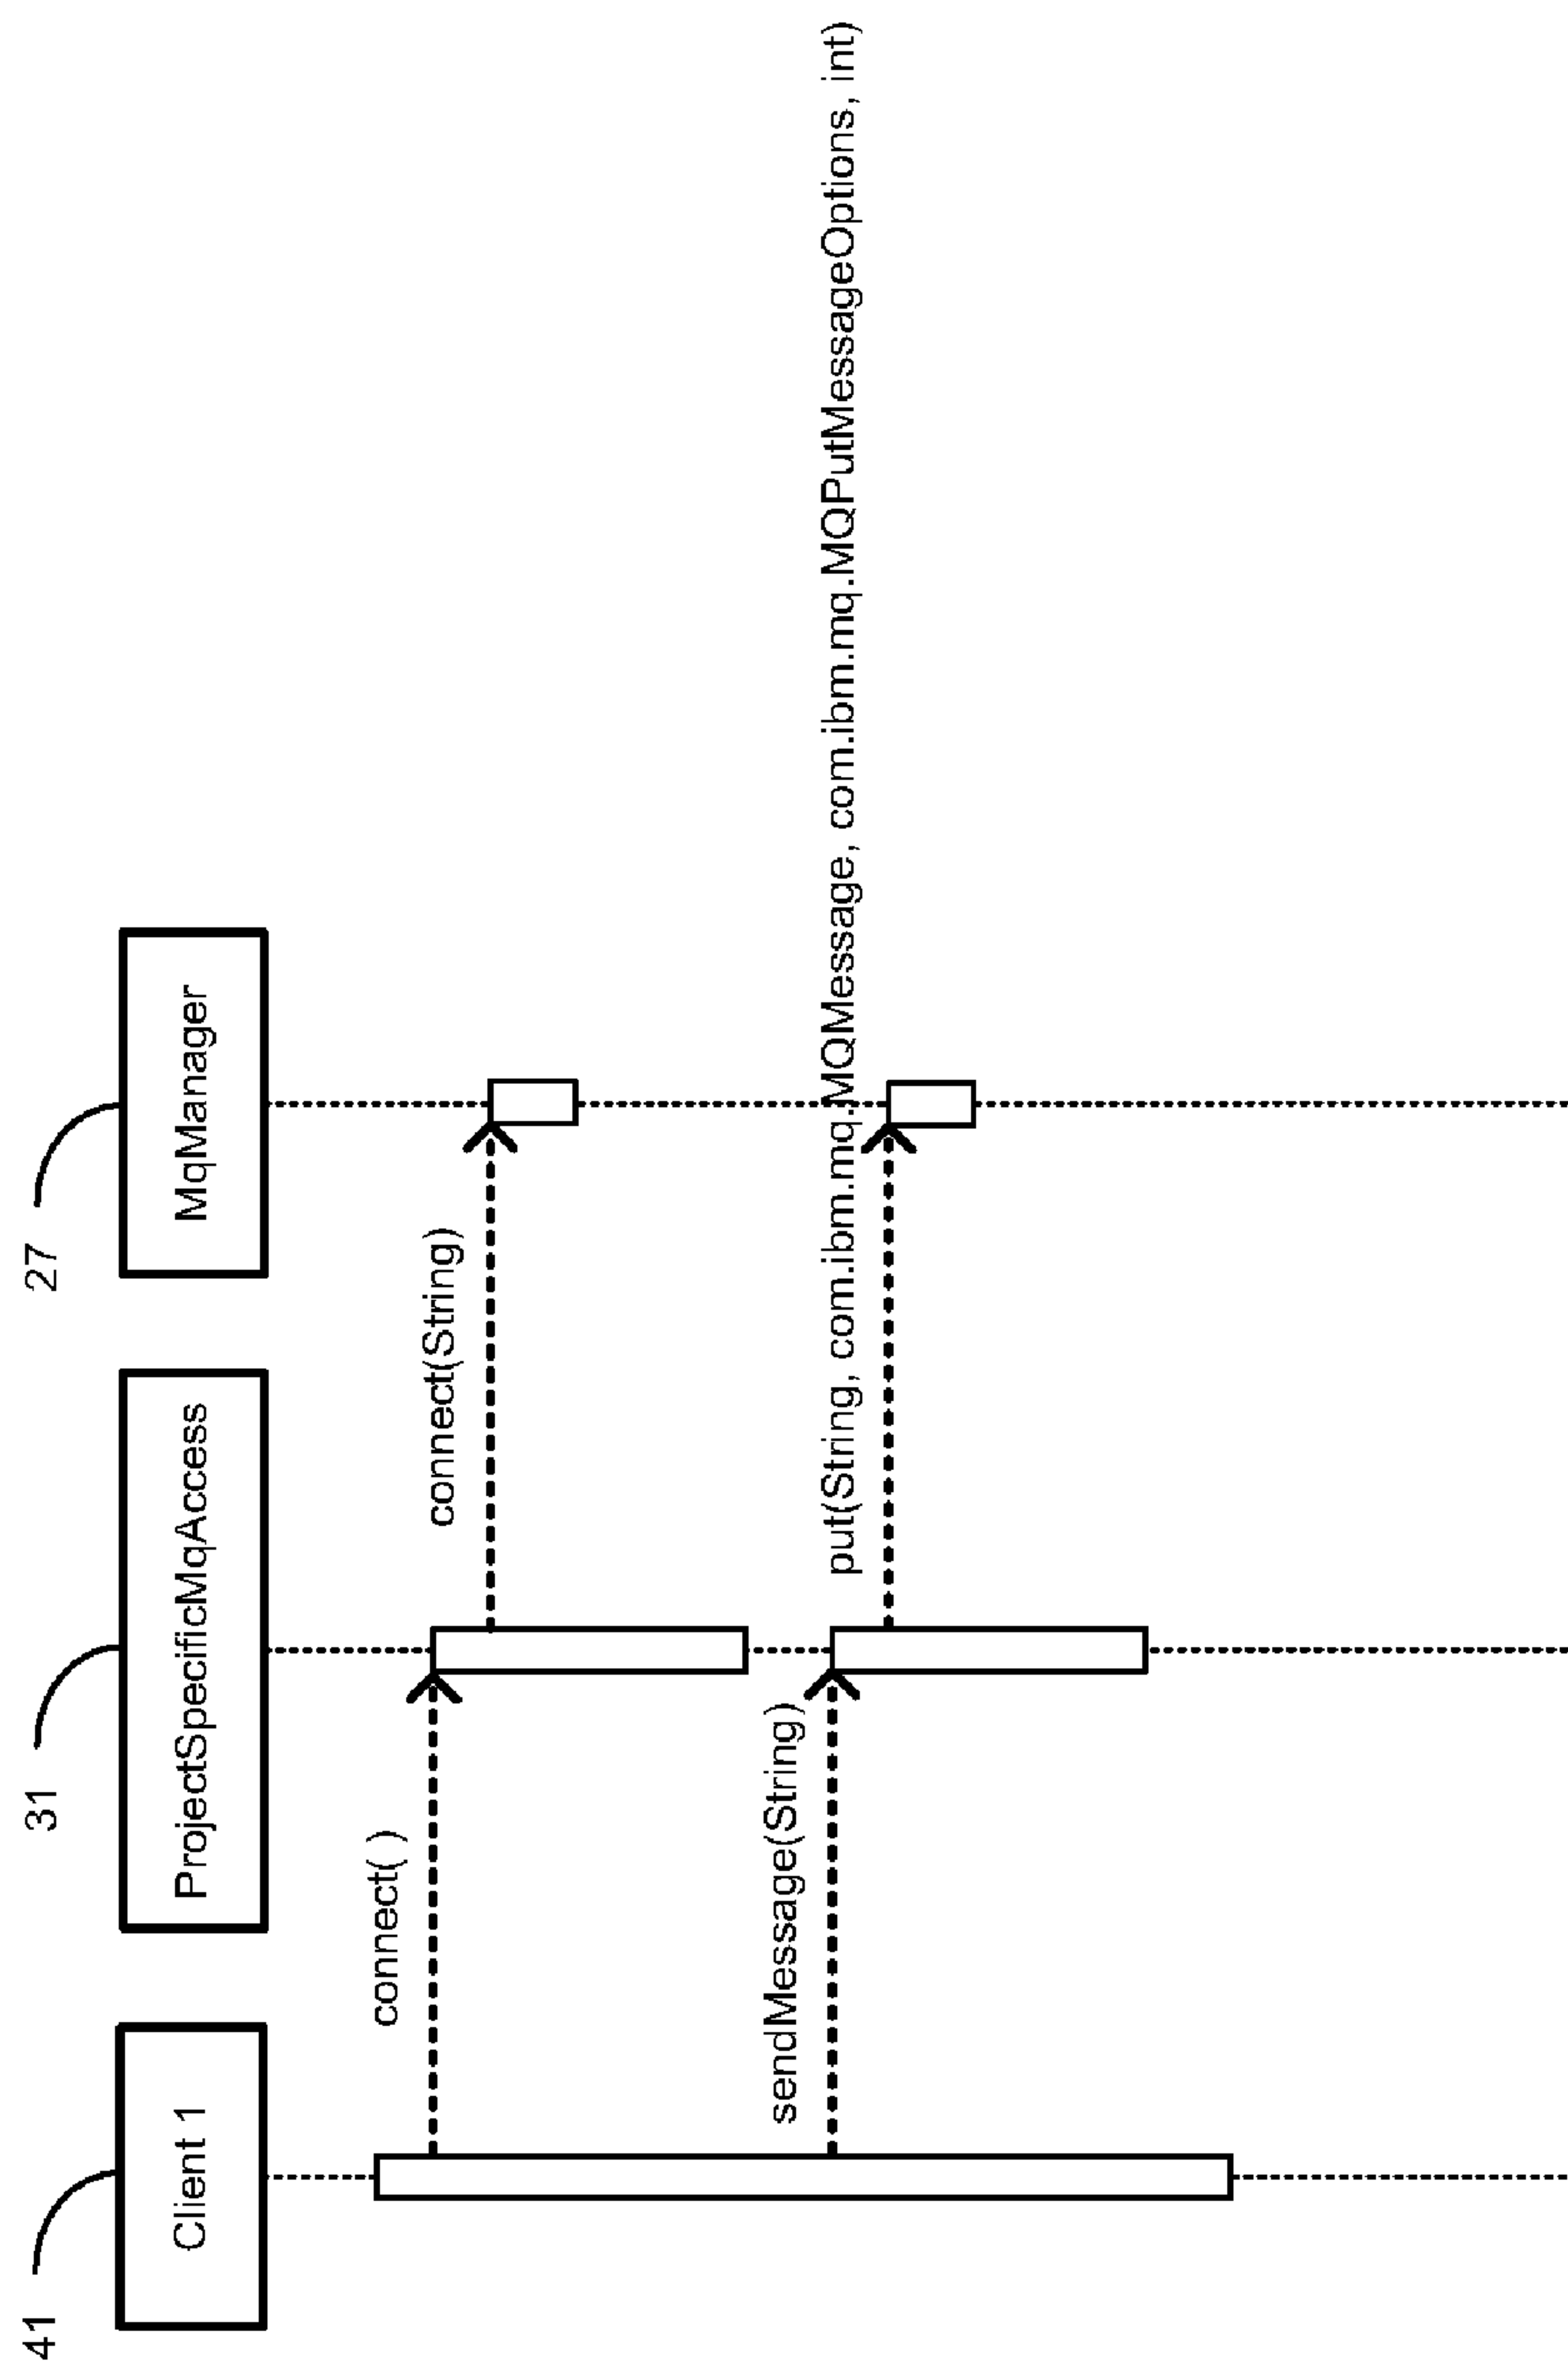 41
31
27
Client 1
ProjectSpecificMqAccess
MqManager
connect( )
connect(String)
sendMessage(String)
put(String, com.ibm.mq.MQMessage, com.ibm.mq.MQPutMessageOptions, int)